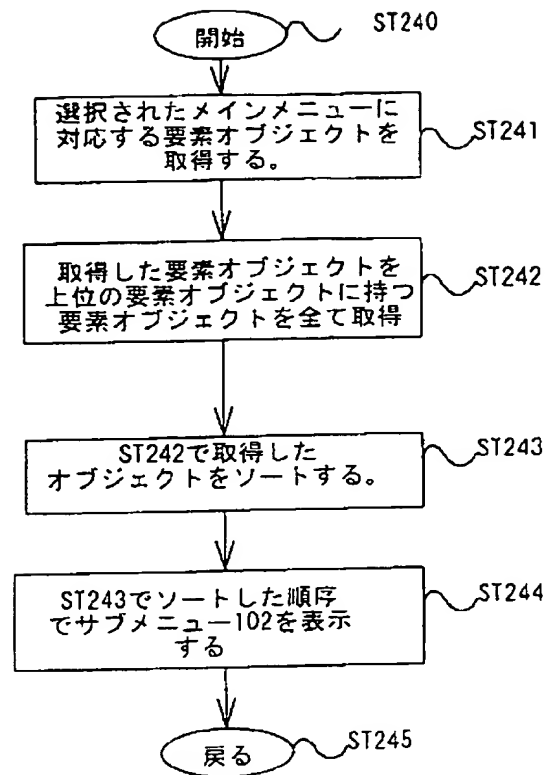 開始
ST240
選択されたメインメニューに
対応する要素オブジェクトを
取得する。
ST241
取得した要素オブジェクトを
上位の要素オブジェクトに持つ
要素オブジェクトを全て取得
ST242
ST242で取得した
オブジェクトをソートする。
ST243
ST243でソートした順序
でサブメニュー102を表示
する
ST244
戻る
ST245